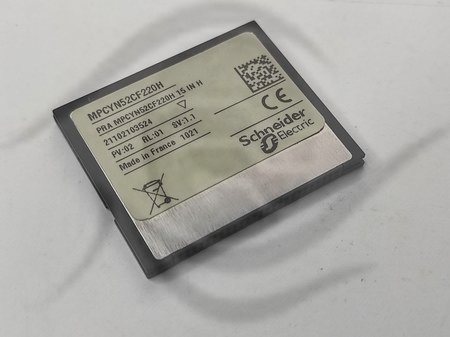 MPCYN52CF220H
PRA MPCYN52CF220H 1S IN H
21102103524
PV:02 RL:01 SV:1.1
Made in France 1021
CE
Schneider
Electric